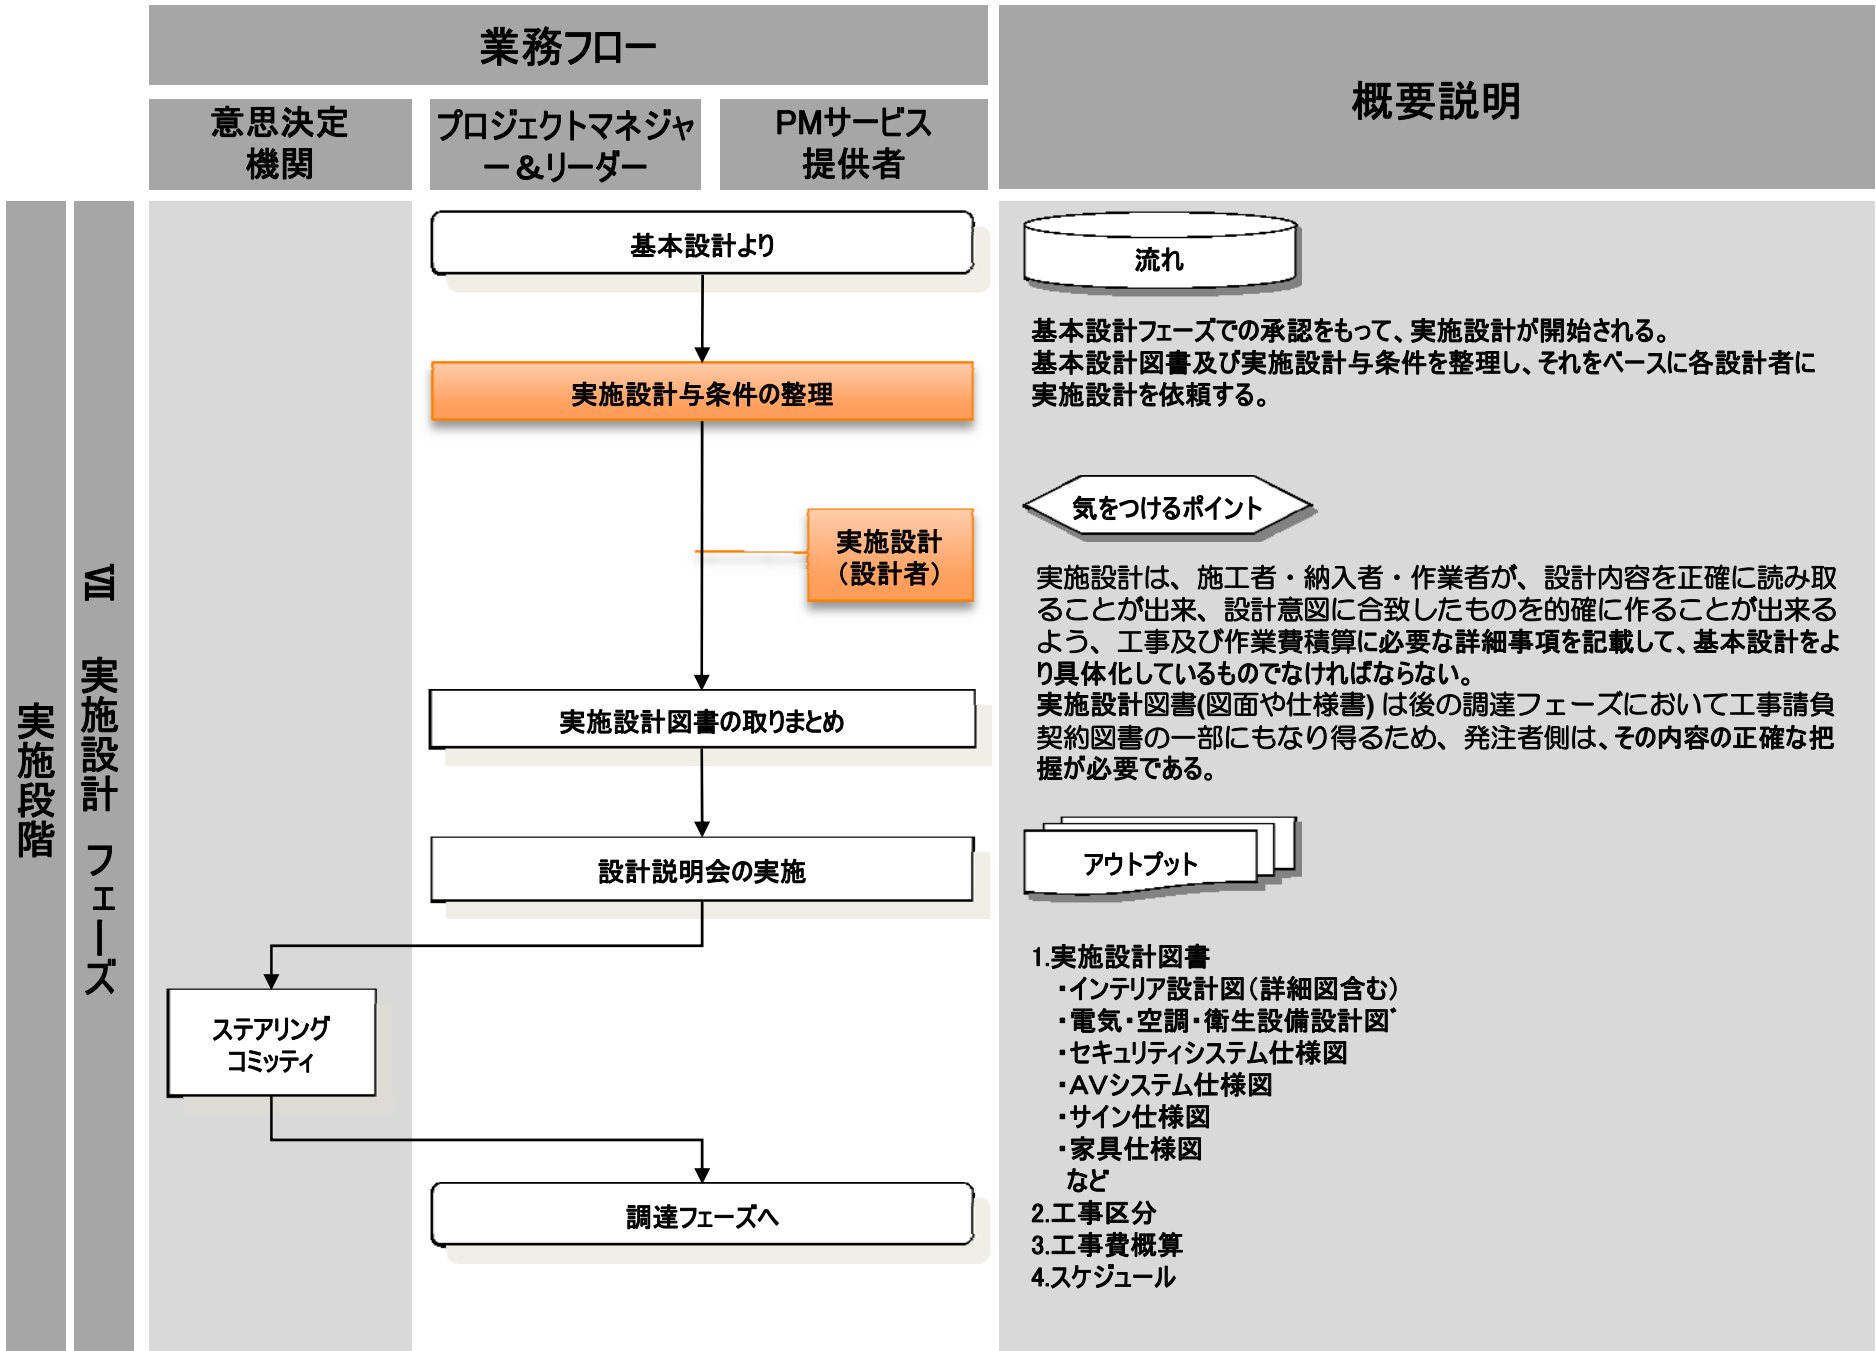 業務フロー
概要説明
意思決定
機関
プロジェクトマネジャ
ー&リーダー
PMサービス
提供者
実施段階
Ⅶ 実施設計 フェーズ
基本設計より
実施設計与条件の整理
実施設計
（設計者）
実施設計図書の取りまとめ
設計説明会の実施
ステアリング
コミッティ
調達フェーズへ
流れ
基本設計フェーズでの承認をもって、実施設計が開始される。
基本設計図書及び実施設計与条件を整理し、それをベースに各設計者に
実施設計を依頼する。
気をつけるポイント
実施設計は、施工者・納入者・作業者が、設計内容を正確に読み取
ることが出来、設計意図に合致したものを的確に作ることが出来る
よう、工事及び作業費積算に必要な詳細事項を記載して、基本設計をよ
り具体化しているものでなければならない。
実施設計図書(図面や仕様書) は後の調達フェーズにおいて工事請負
契約図書の一部にもなり得るため、発注者側は、その内容の正確な把
握が必要である。
アウトプット
1.実施設計図書
・インテリア設計図（詳細図含む）
・電気・空調・衛生設備設計図゛
・セキュリティシステム仕様図
・AVシステム仕様図
・サイン仕様図
・家具仕様図
など
2.工事区分
3.工事費概算
4.スケジュール